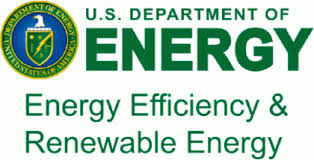 U.S. DEPARTMENT OF
ENERGY
Energy Efficiency &
Renewable Energy